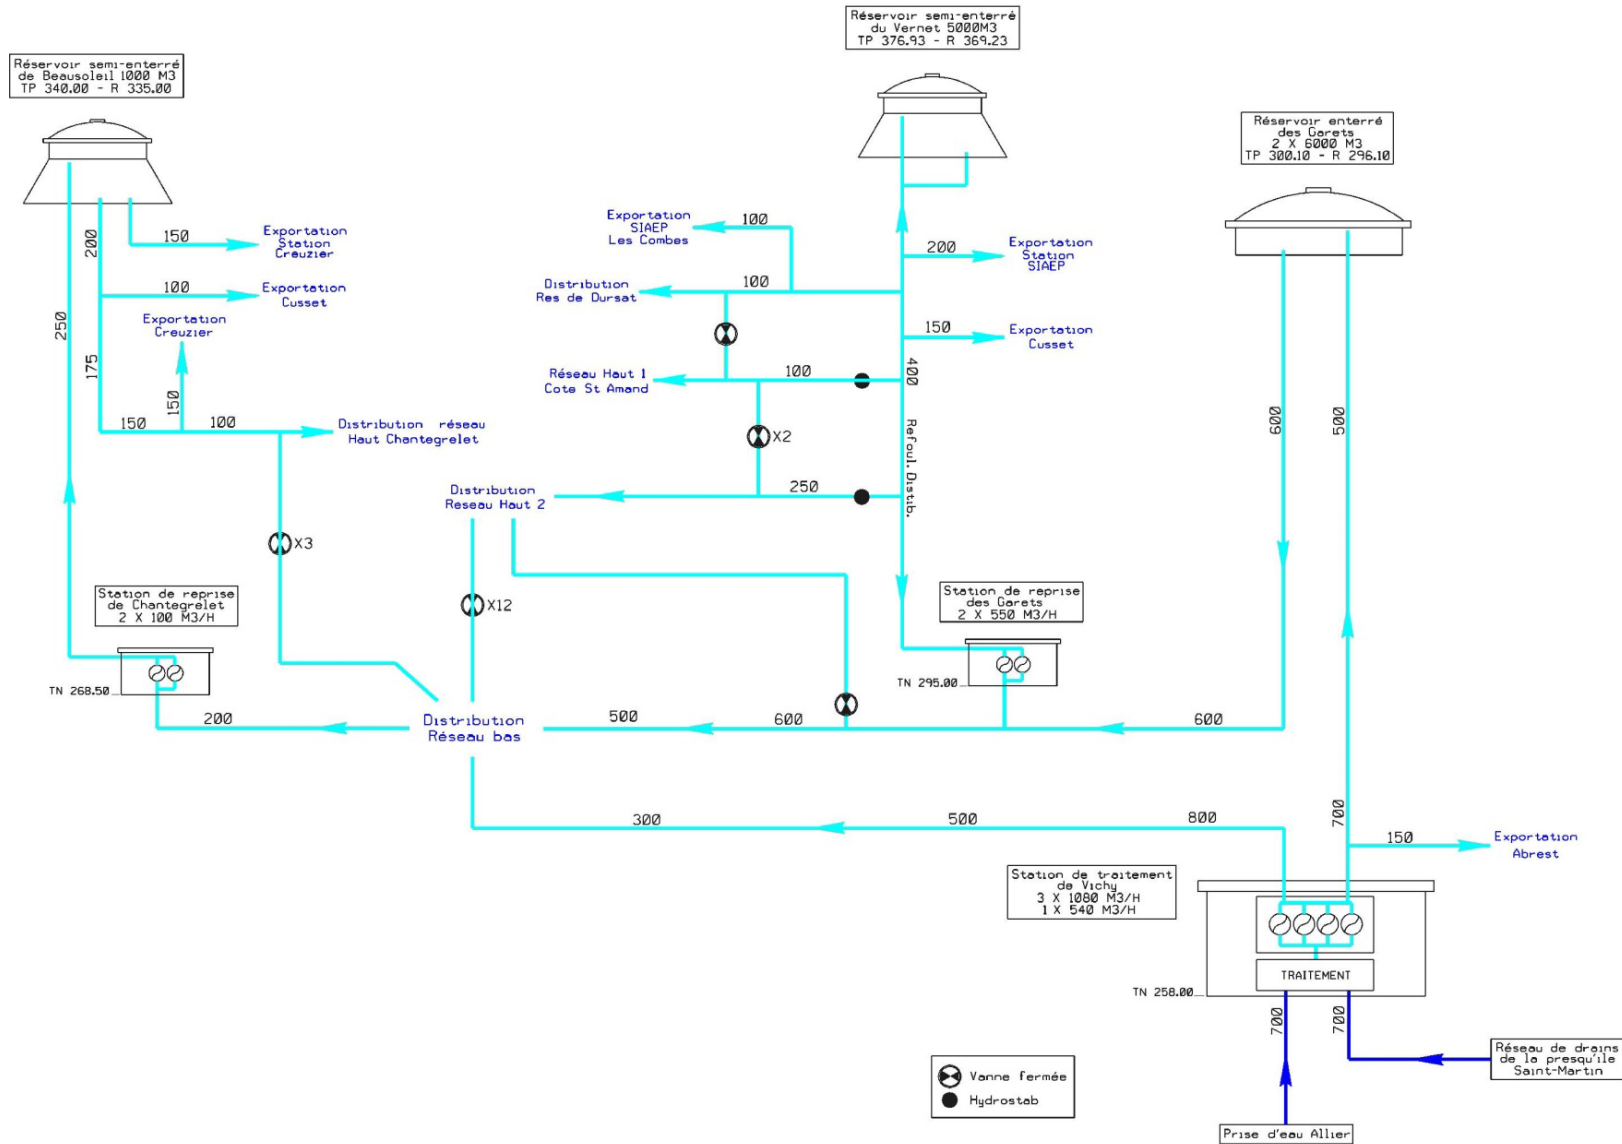 Réservoir semi-enterré
du Vernet 5000M3
TP 376.93 - R 369.23
Réservoir semi-enterré
de Beausoleil 1000 M3
TP 340.00 - R 335.00
Réservoir enterré
des Garets
2 X 6000 M3
TP 300.10 - R 296.10
150
Exportation
Station
Creuzier
200
100
Exportation
Cusset
250
175
Exportation
Creuzier
150
150
100
Distribution réseau
Haut Chantegrelet
X3
Exportation
SIAEP
Les Combes
100
200
Exportation
Station
SIAEP
Distribution
Res de Dursat
100
150
Exportation
Cusset
Réseau Haut 1
Cote St Amand
100
400
Refoul. Distib.
X2
Distribution
Reseau Haut 2
250
X12
600
500
Station de reprise
de Chantegrelet
2 X 100 M3/H
TN 268.50
Station de reprise
des Garets
2 X 550 M3/H
TN 295.00
200
Distribution
Réseau bas
500
600
600
300
500
800
700
150
Exportation
Abrest
Station de traitement
de Vichy
3 X 1080 M3/H
1 X 540 M3/H
TRAITEMENT
TN 258.00
700
700
Réseau de drains
de la presqu'ile
Saint-Martin
Vanne fermée
Hydrostab
Prise d'eau Allier